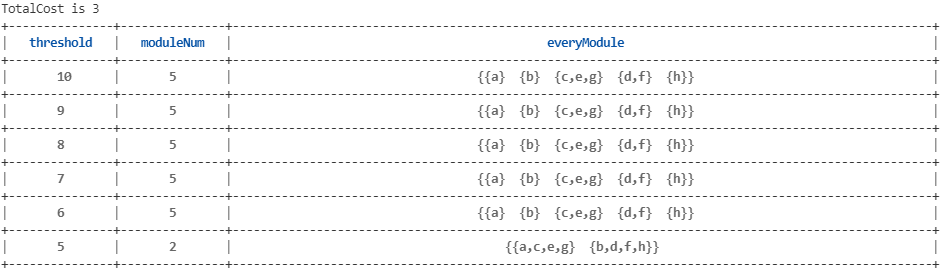 TotalCost is 3
threshold | moduleNum | everyModule
10 | 5 | {{a} {b} {c,e,g} {d,f} {h}}
9 | 5 | {{a} {b} {c,e,g} {d,f} {h}}
8 | 5 | {{a} {b} {c,e,g} {d,f} {h}}
7 | 5 | {{a} {b} {c,e,g} {d,f} {h}}
6 | 5 | {{a} {b} {c,e,g} {d,f} {h}}
5 | 2 | {{a,c,e,g} {b,d,f,h}}